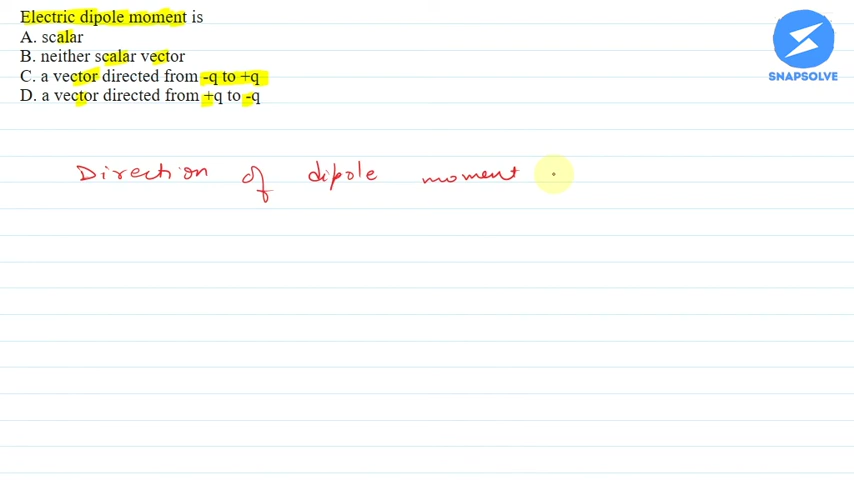 Electric dipole moment is
A. scalar
B. neither scalar vector
C. a vector directed from -q to +q
D. a vector directed from +q to -q
SNAPSOLVE
Direction of dipole moment